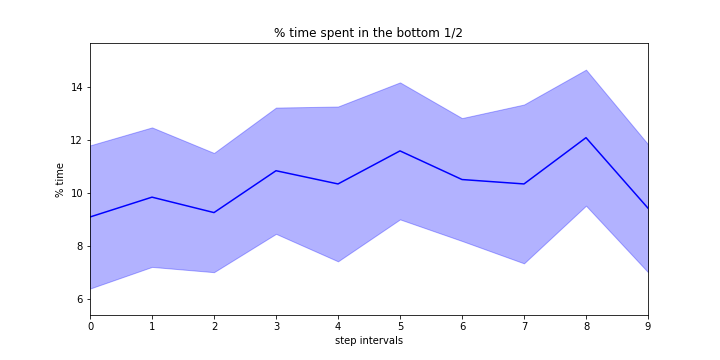 % time spent in the bottom 1/2
% time
14
12
10
8
6
0 1 2 3 4 5 6 7 8 9
step intervals